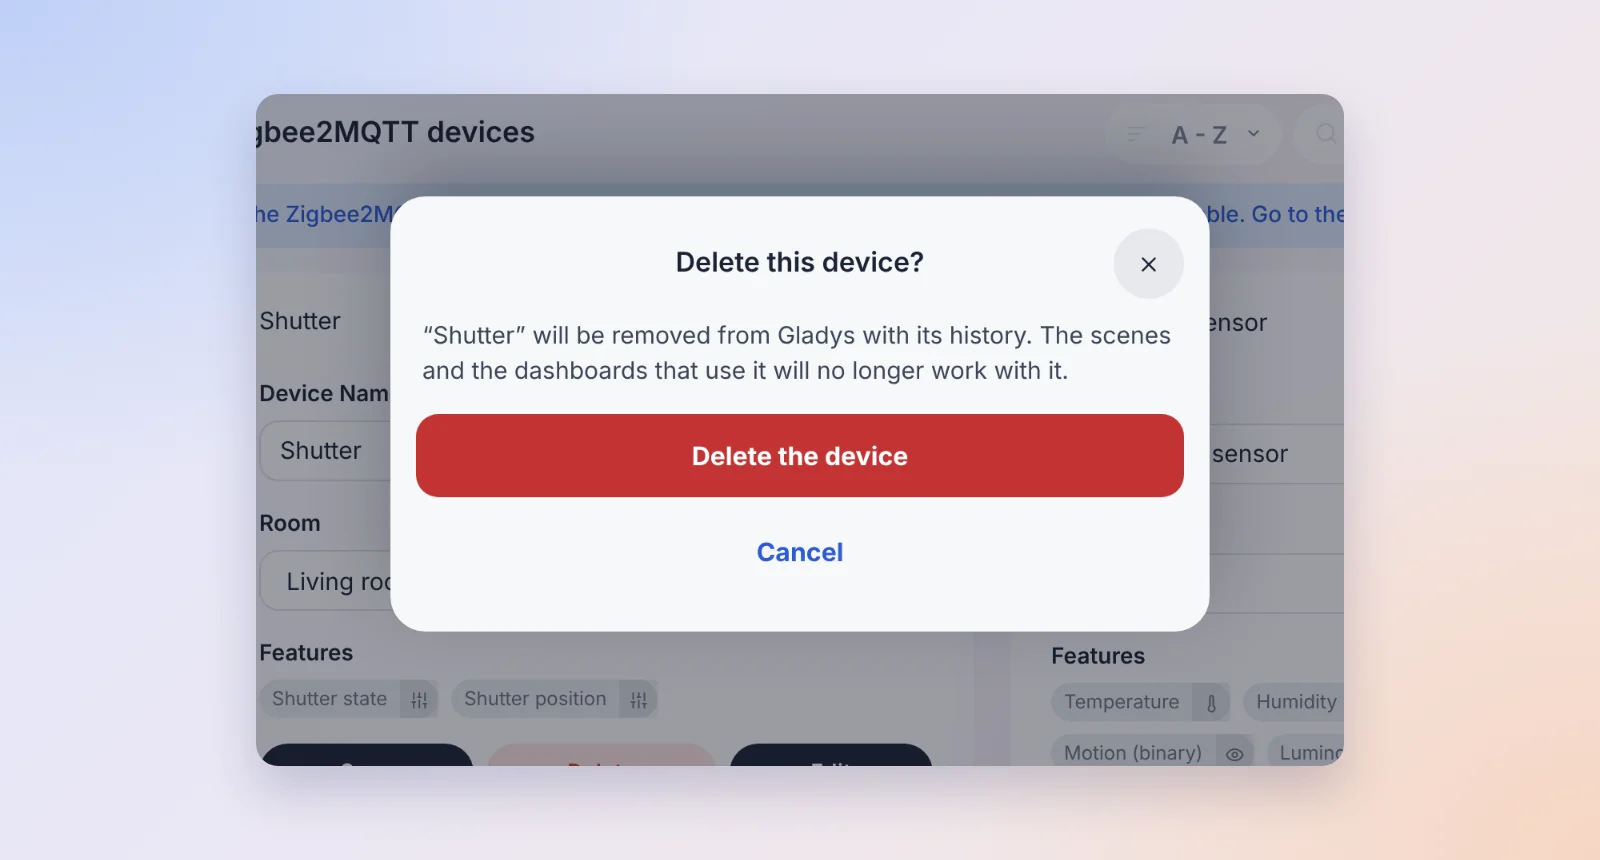 gbee2MQTT devices
A - Z
he Zigbee2M
ble. Go to the
Delete this device?
“Shutter” will be removed from Gladys with its history. The scenes
and the dashboards that use it will no longer work with it.
Delete the device
Cancel
Shutter
Device Nam
Shutter
Room
Living roo
Features
Shutter state
Shutter position
ensor
sensor
Features
Temperature
Humidity
Motion (binary)
Lumino